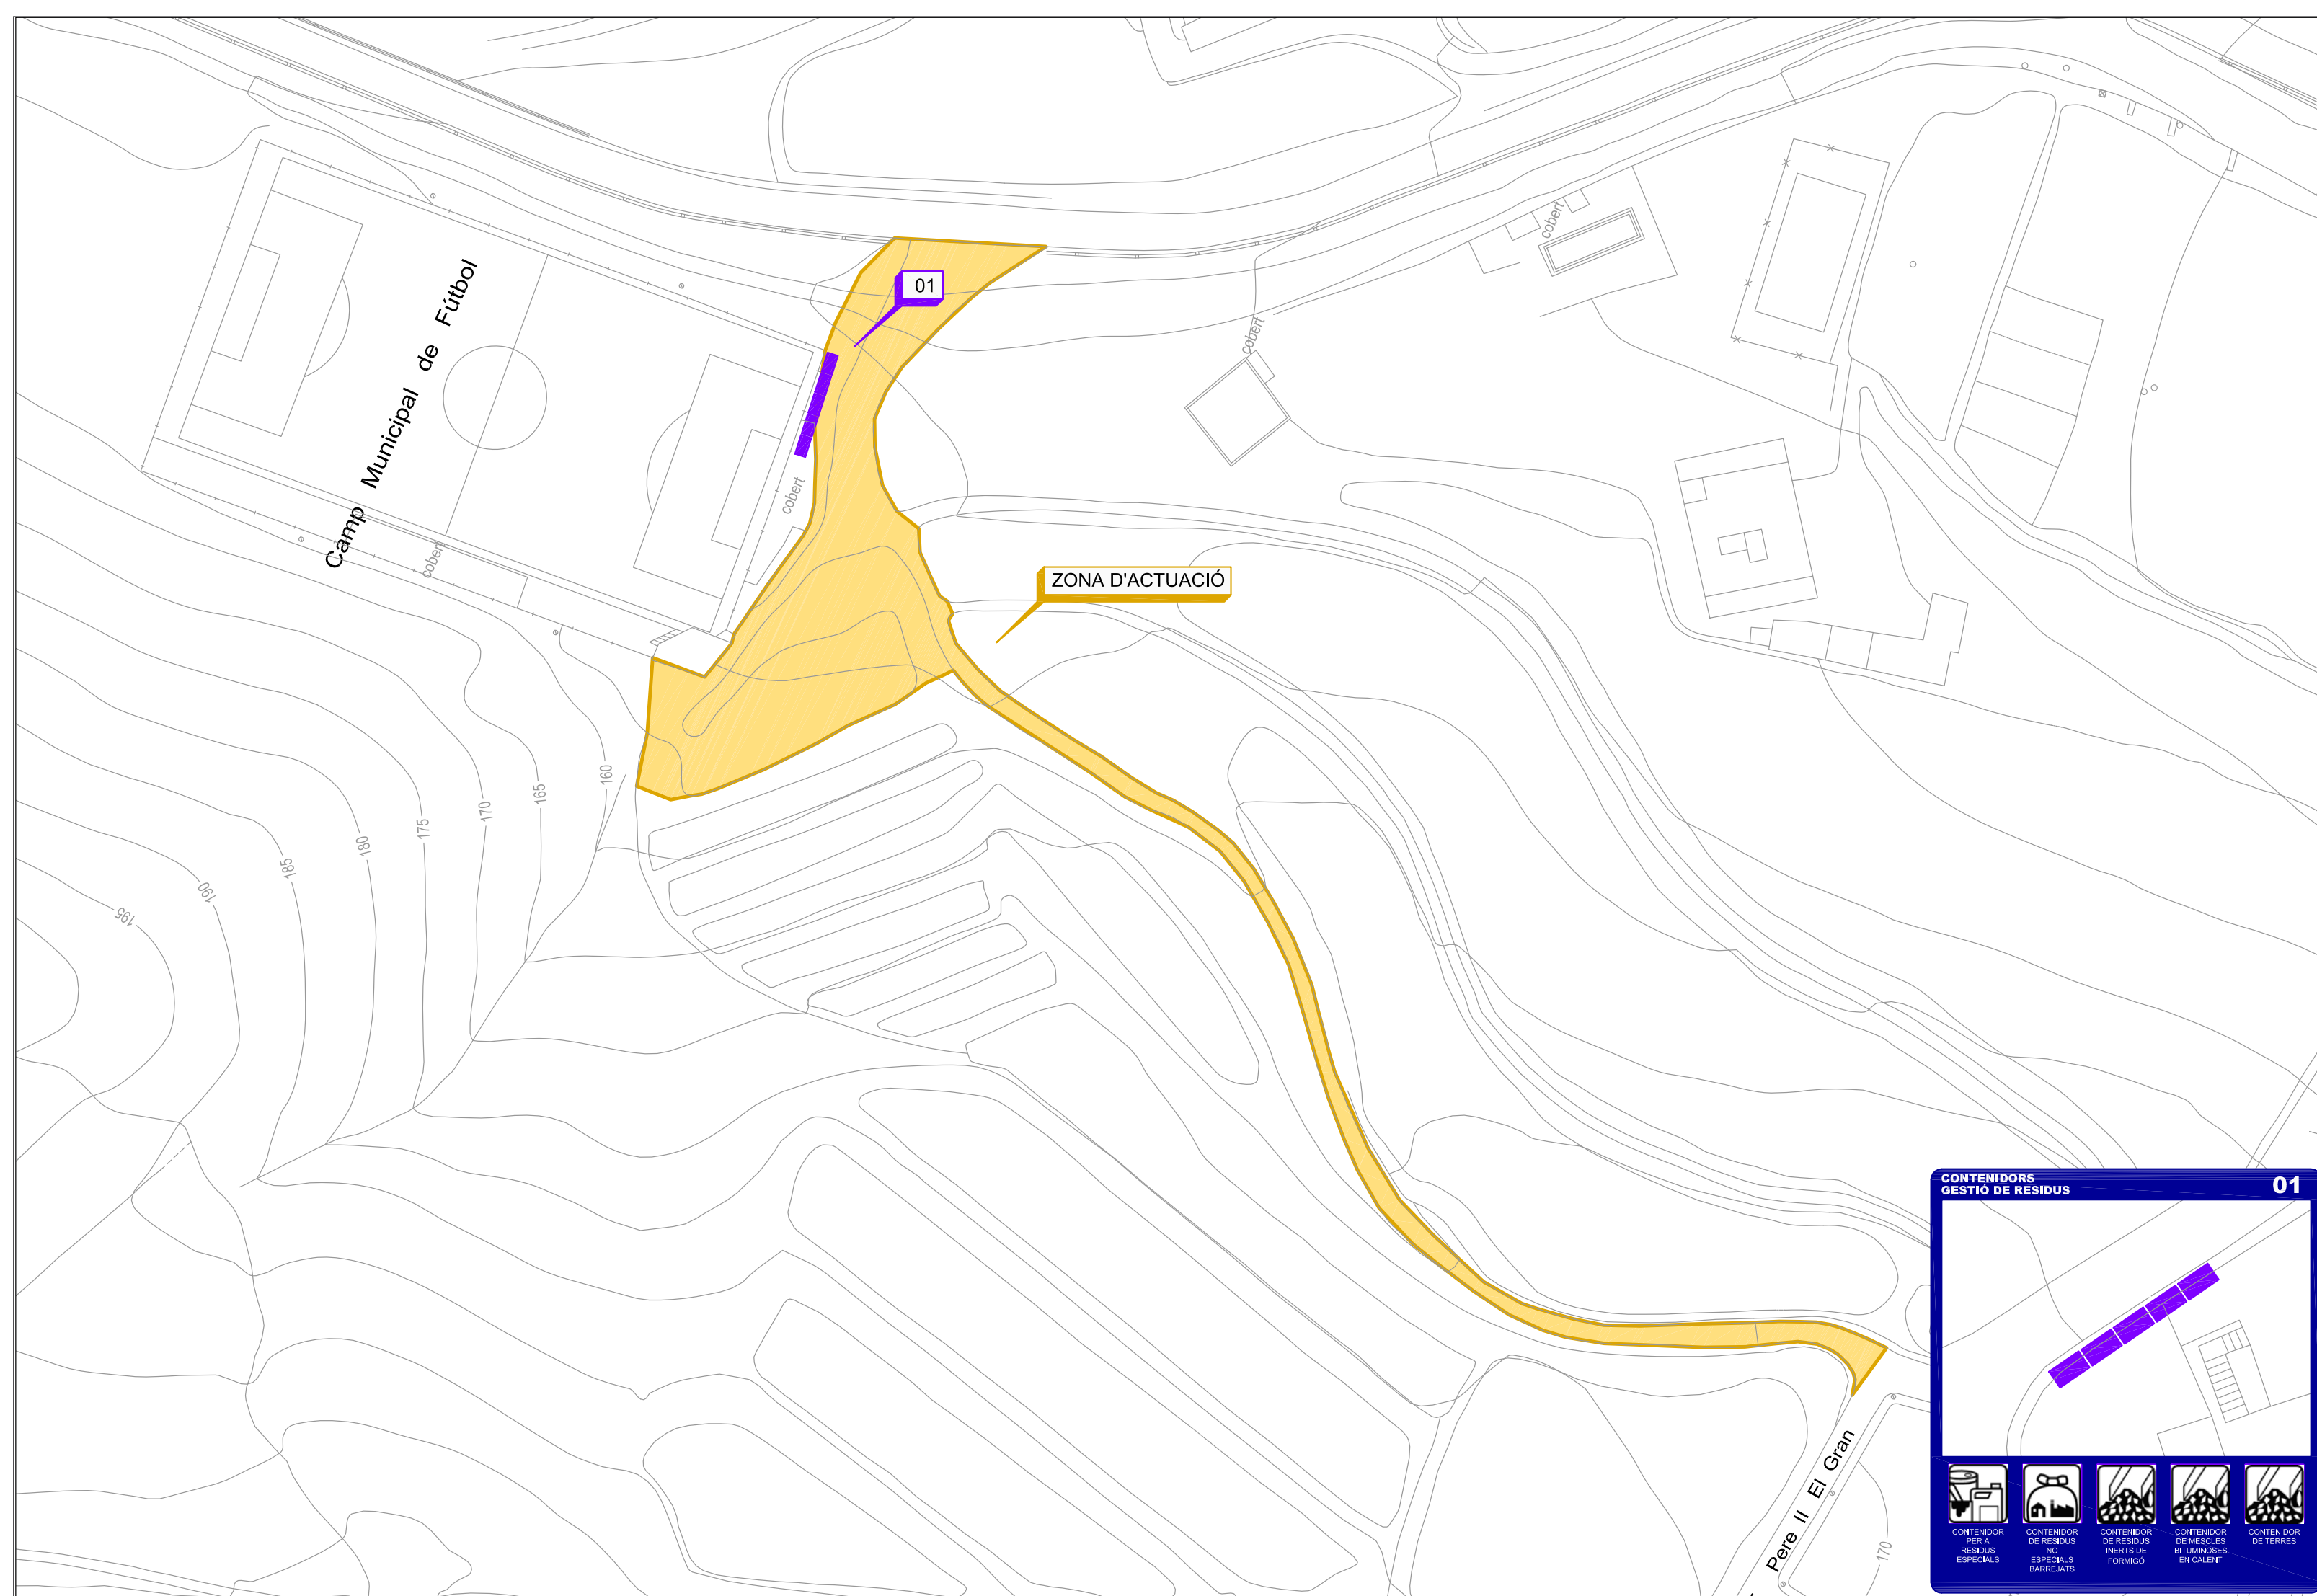 01
cobert
cobert
Camp Municipal de Fútbol
cobert
cobert
ZONA D'ACTUACIÓ
160
165
170
175
180
185
190
195
CONTENIDORS
GESTIÓ DE RESIDUS
01
CONTENIDOR
PER A
RESIDUS
ESPECIALS
CONTENIDOR
DE RESIDUS
NO
ESPECIALS
BARREJATS
CONTENIDOR
DE RESIDUS
INERTS DE
FORMIGÓ
CONTENIDOR
DE MESCLES
BITUMINOSES
EN CALENT
CONTENIDOR
DE TERRES
Pere II El Gran
170